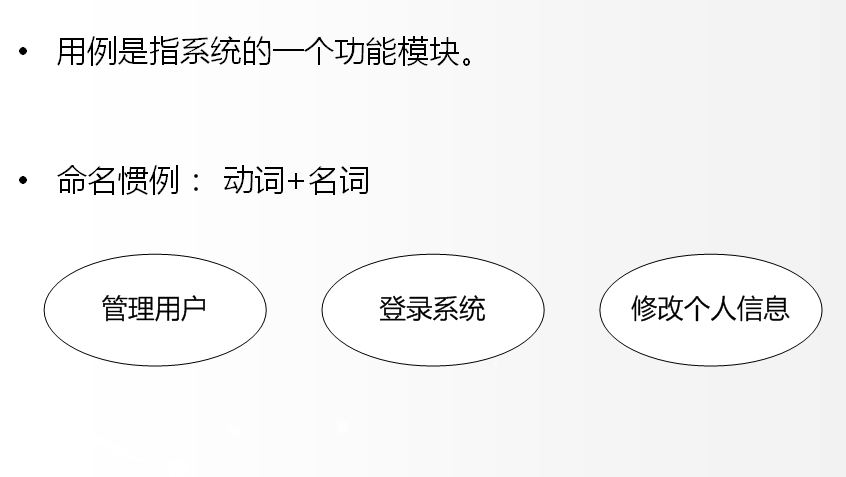 • 用例是指系统的一个功能模块。
• 命名惯例： 动词+名词
管理用户 登录系统 修改个人信息